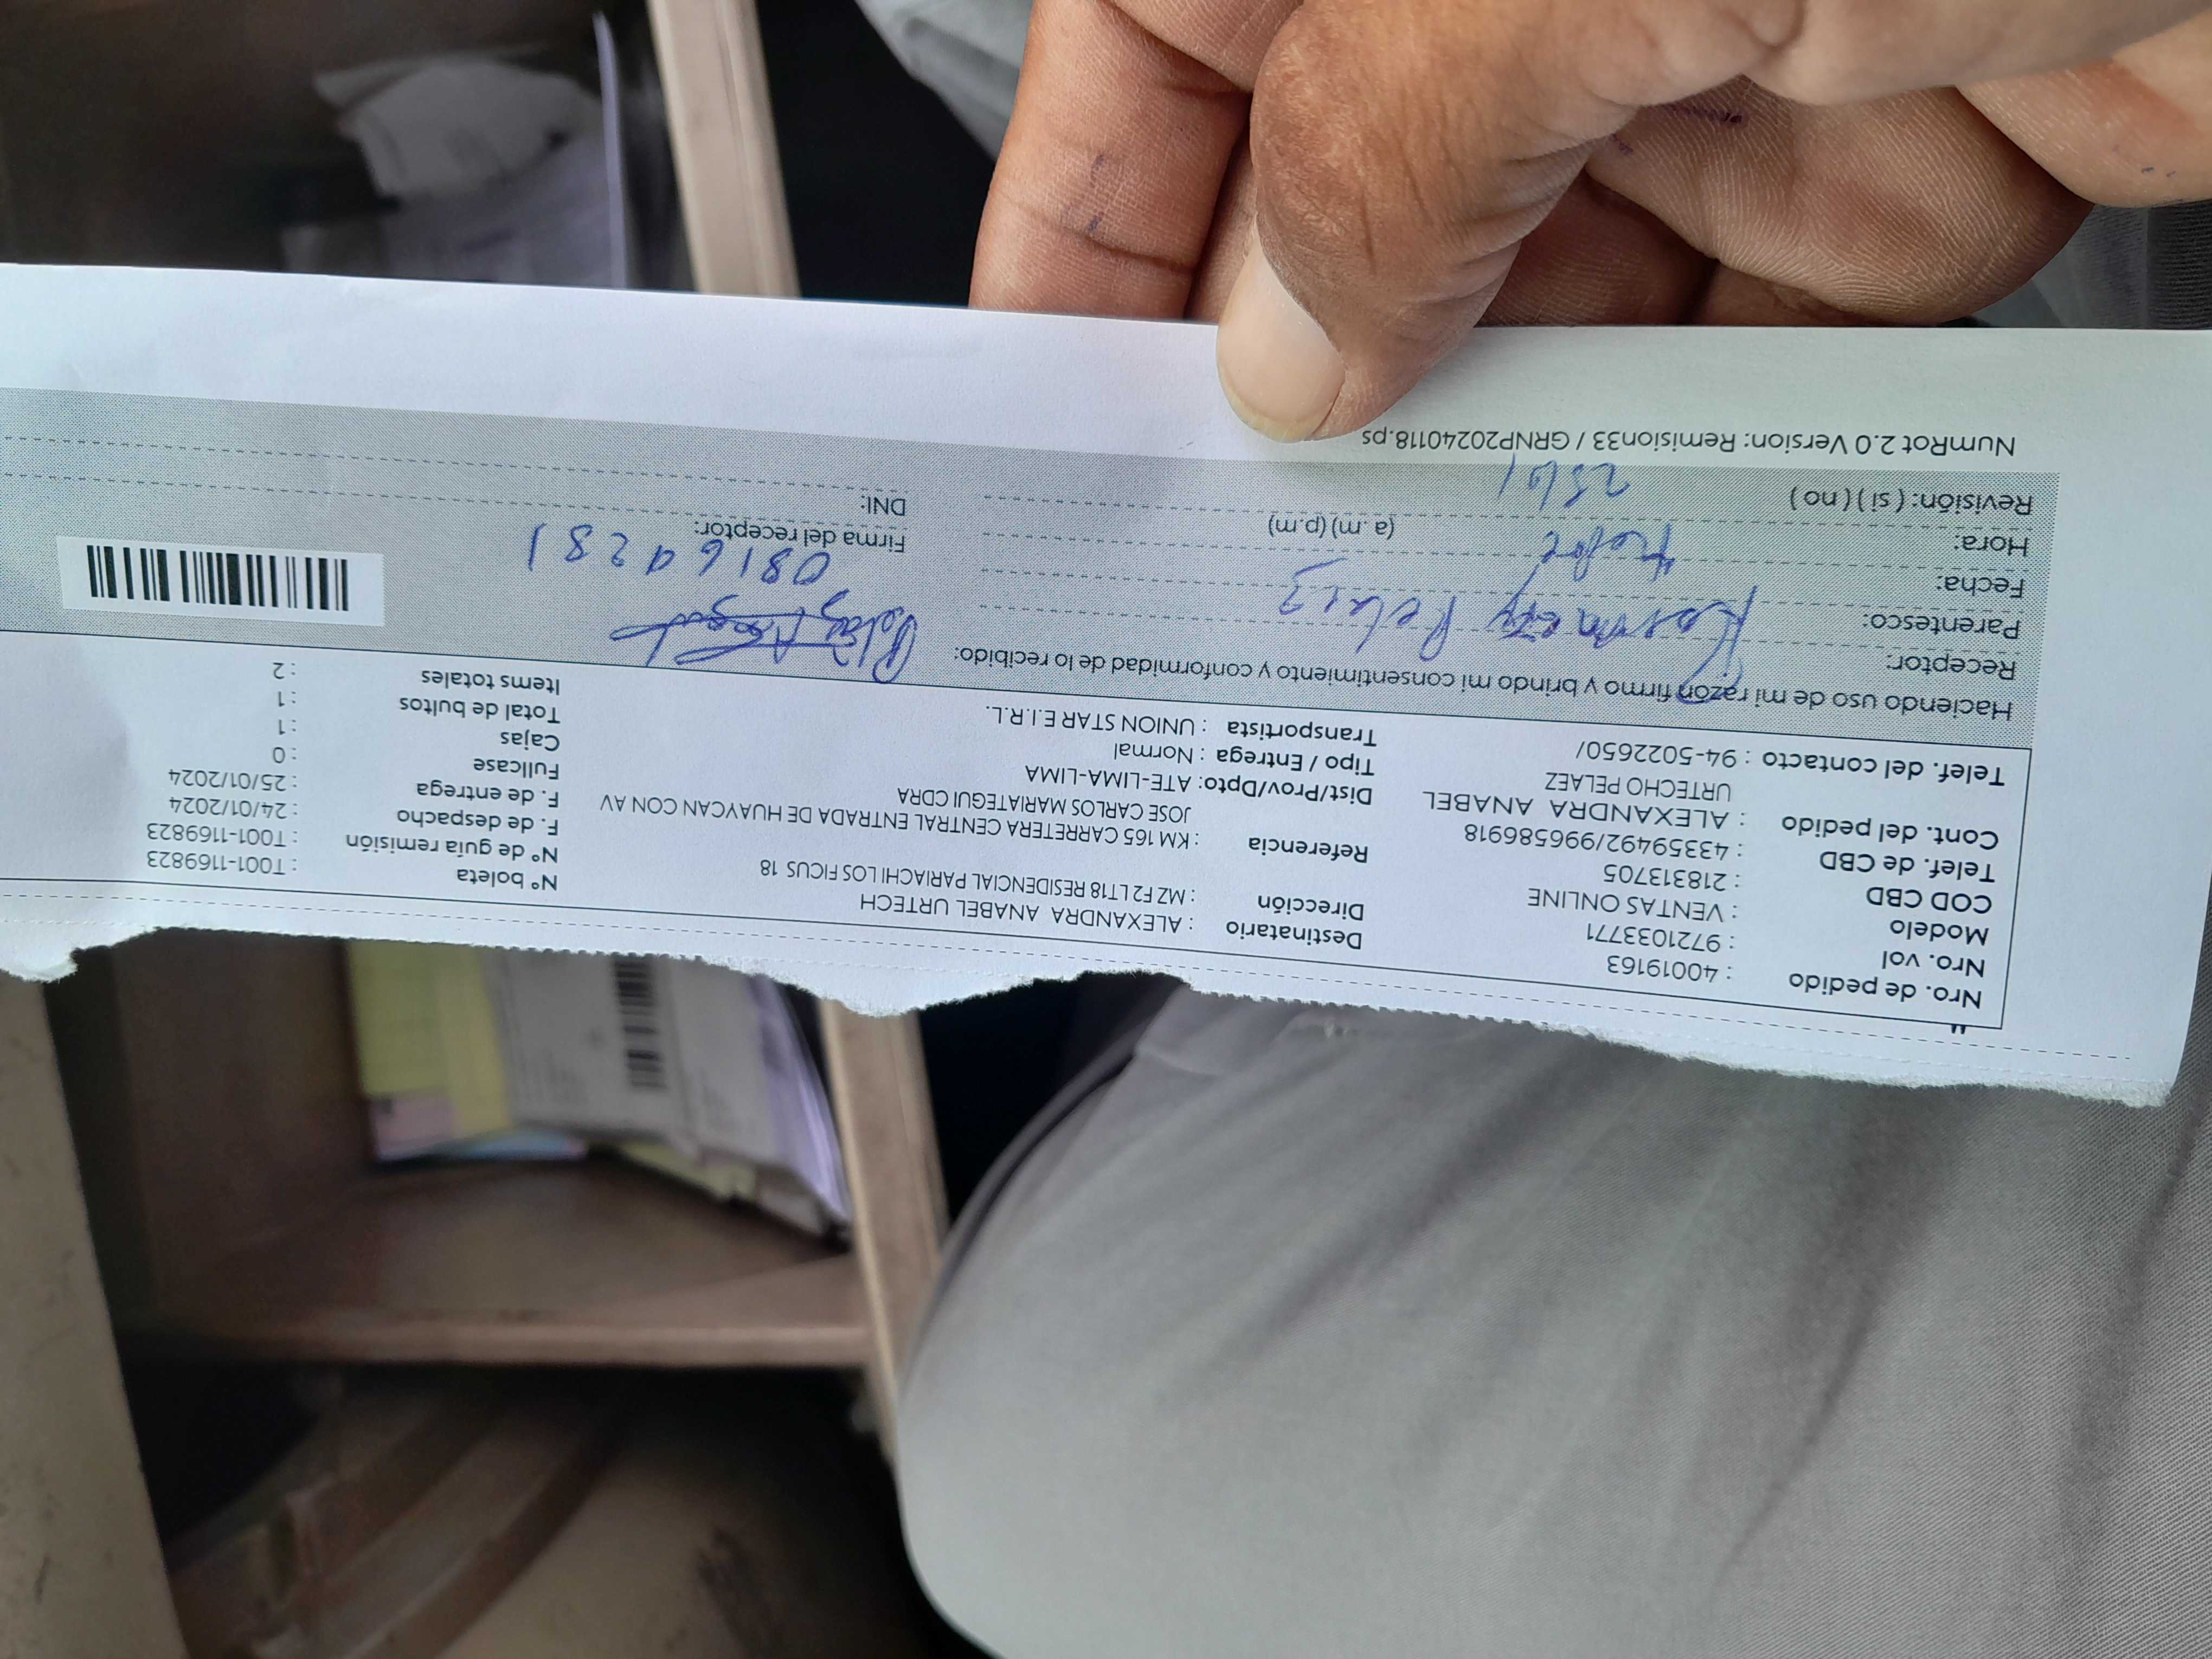 Nro. de pedido : 40019163
Nro. vol : 9721033771
Modelo : VENTAS ONLINE
COD CBD : 218313705
Telef. de CBD : 43359492/996586918
Cont. del pedido : ALEXANDRA ANABEL
URTECHO PELAEZ
Telef. del contacto : 94-5022650/
Destinatario : ALEXANDRA ANABEL URTECH
Dirección : MZ F2 LT18 RESIDENCIAL PARIACHI LOS FICUS 18
Referencia : KM 165 CARRETERA CENTRAL ENTRADA DE HUAYCAN CON AV
JOSE CARLOS MARIATEGUI CDRA
Dist/Prov/Dpto: ATE-LIMA-LIMA
Tipo / Entrega : Normal
Transportista : UNION STAR E.I.R.L.
N° boleta : T001-1169823
N° de guía remisión : T001-1169823
F. de despacho : 24/01/2024
F. de entrega : 25/01/2024
Fullcase : 0
Cajas : 1
Total de bultos : 1
Items totales : 2
Haciendo uso de mi razón firmo y brindo mi consentimiento y conformidad de lo recibido:
Receptor: Pelaez
Parentesco:
Fecha:
Hora: (a.m) (p.m)
Revisión: ( si ) ( no )
Firma del receptor:
DNI:
NumRot 2.0 Version: Remision33 / GRNP20240118.ps